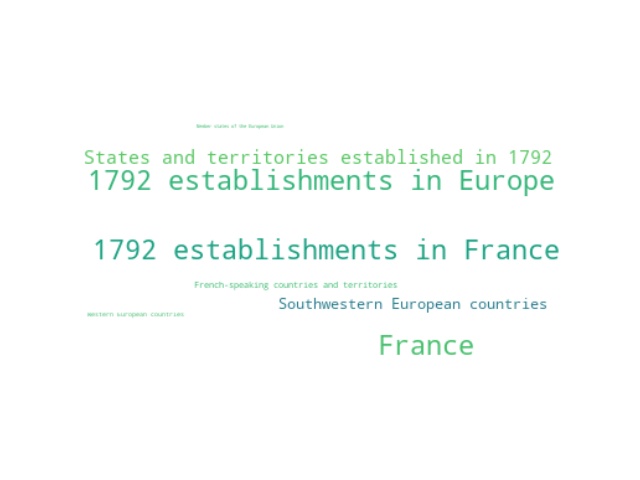 Member states of the European Union
States and territories established in 1792
1792 establishments in Europe
1792 establishments in France
French-speaking countries and territories
Southwestern European countries
Western European countries
France